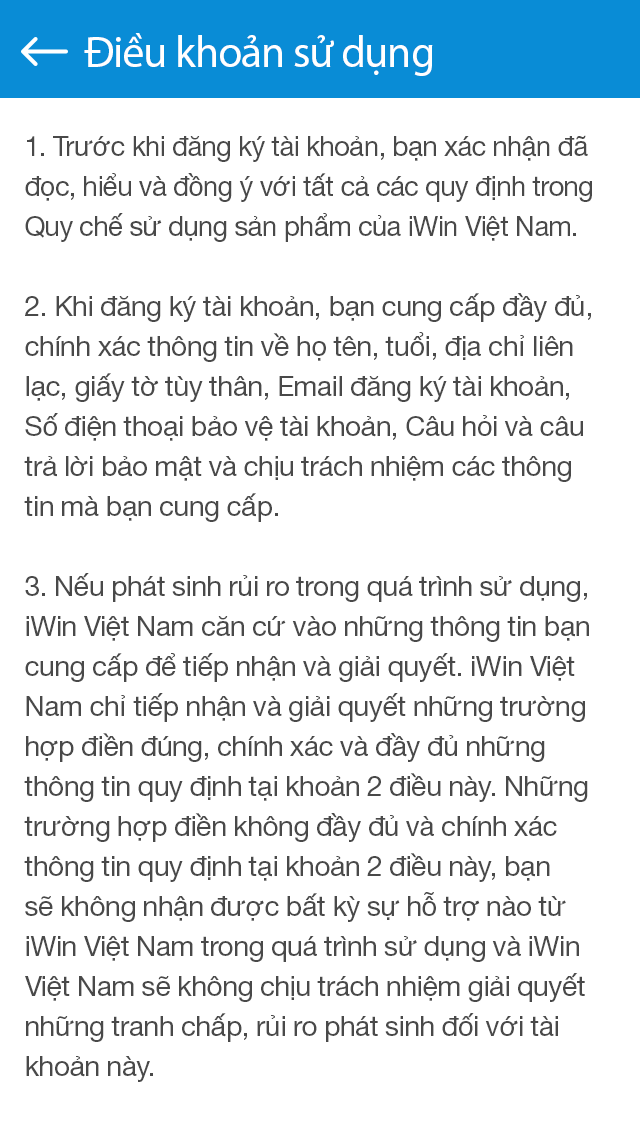 Điều khoản sử dụng
1. Trước khi đăng ký tài khoản, bạn xác nhận đã
đọc, hiểu và đồng ý với tất cả các quy định trong
Quy chế sử dụng sản phẩm của iWin Việt Nam.
2. Khi đăng ký tài khoản, bạn cung cấp đầy đủ,
chính xác thông tin về họ tên, tuổi, địa chỉ liên
lạc, giấy tờ tùy thân, Email đăng ký tài khoản,
Số điện thoại bảo vệ tài khoản, Câu hỏi và câu
trả lời bảo mật và chịu trách nhiệm các thông
tin mà bạn cung cấp.
3. Nếu phát sinh rủi ro trong quá trình sử dụng,
iWin Việt Nam căn cứ vào những thông tin bạn
cung cấp để tiếp nhận và giải quyết. iWin Việt
Nam chỉ tiếp nhận và giải quyết những trường
hợp điền đúng, chính xác và đầy đủ những
thông tin quy định tại khoản 2 điều này. Những
trường hợp điền không đầy đủ và chính xác
thông tin quy định tại khoản 2 điều này, bạn
sẽ không nhận được bất kỳ sự hỗ trợ nào từ
iWin Việt Nam trong quá trình sử dụng và iWin
Việt Nam sẽ không chịu trách nhiệm giải quyết
những tranh chấp, rủi ro phát sinh đối với tài
khoản này.